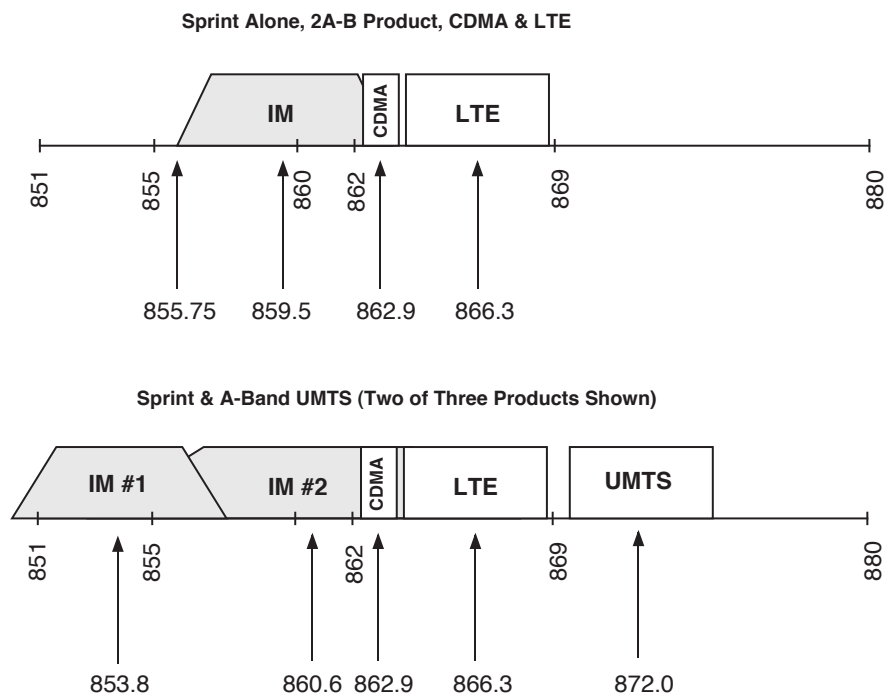 Sprint Alone, 2A-B Product, CDMA & LTE
IM
CDMA
LTE
851
855
860
862
869
880
855.75
859.5
862.9
866.3
Sprint & A-Band UMTS (Two of Three Products Shown)
IM #1
IM #2
CDMA
LTE
UMTS
851
855
862
869
880
853.8
860.6
862.9
866.3
872.0